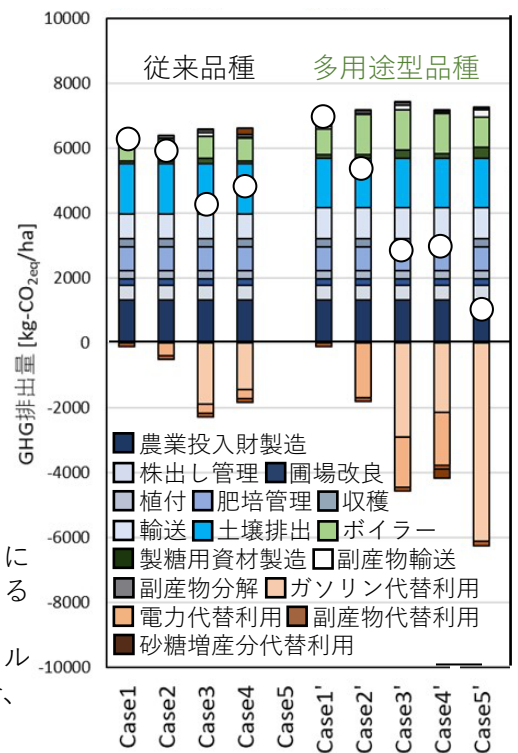 10000
8000
6000
4000
2000
0
-2000
-4000
-6000
-8000
-10000
GHG排出量 [kg-CO2eq/ha]
従来品種 多用途型品種
農業投入財製造
株出し管理 圃場改良
植付 肥培管理 収穫
輸送 土壌排出 ボイラー
製糖用資材製造 副産物輸送
副産物分解 ガソリン代替利用
電力代替利用 副産物代替利用
砂糖増産分代替利用
Case1 Case2 Case3 Case4 Case5 Case1' Case2' Case3' Case4' Case5'
に
る
ル
、